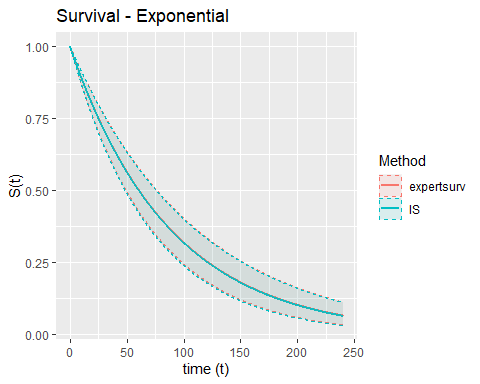 Survival - Exponential
S(t)
1.00
0.75
0.50
0.25
0.00
0
50
100
150
200
250
time (t)
Method
expertsurv
IS